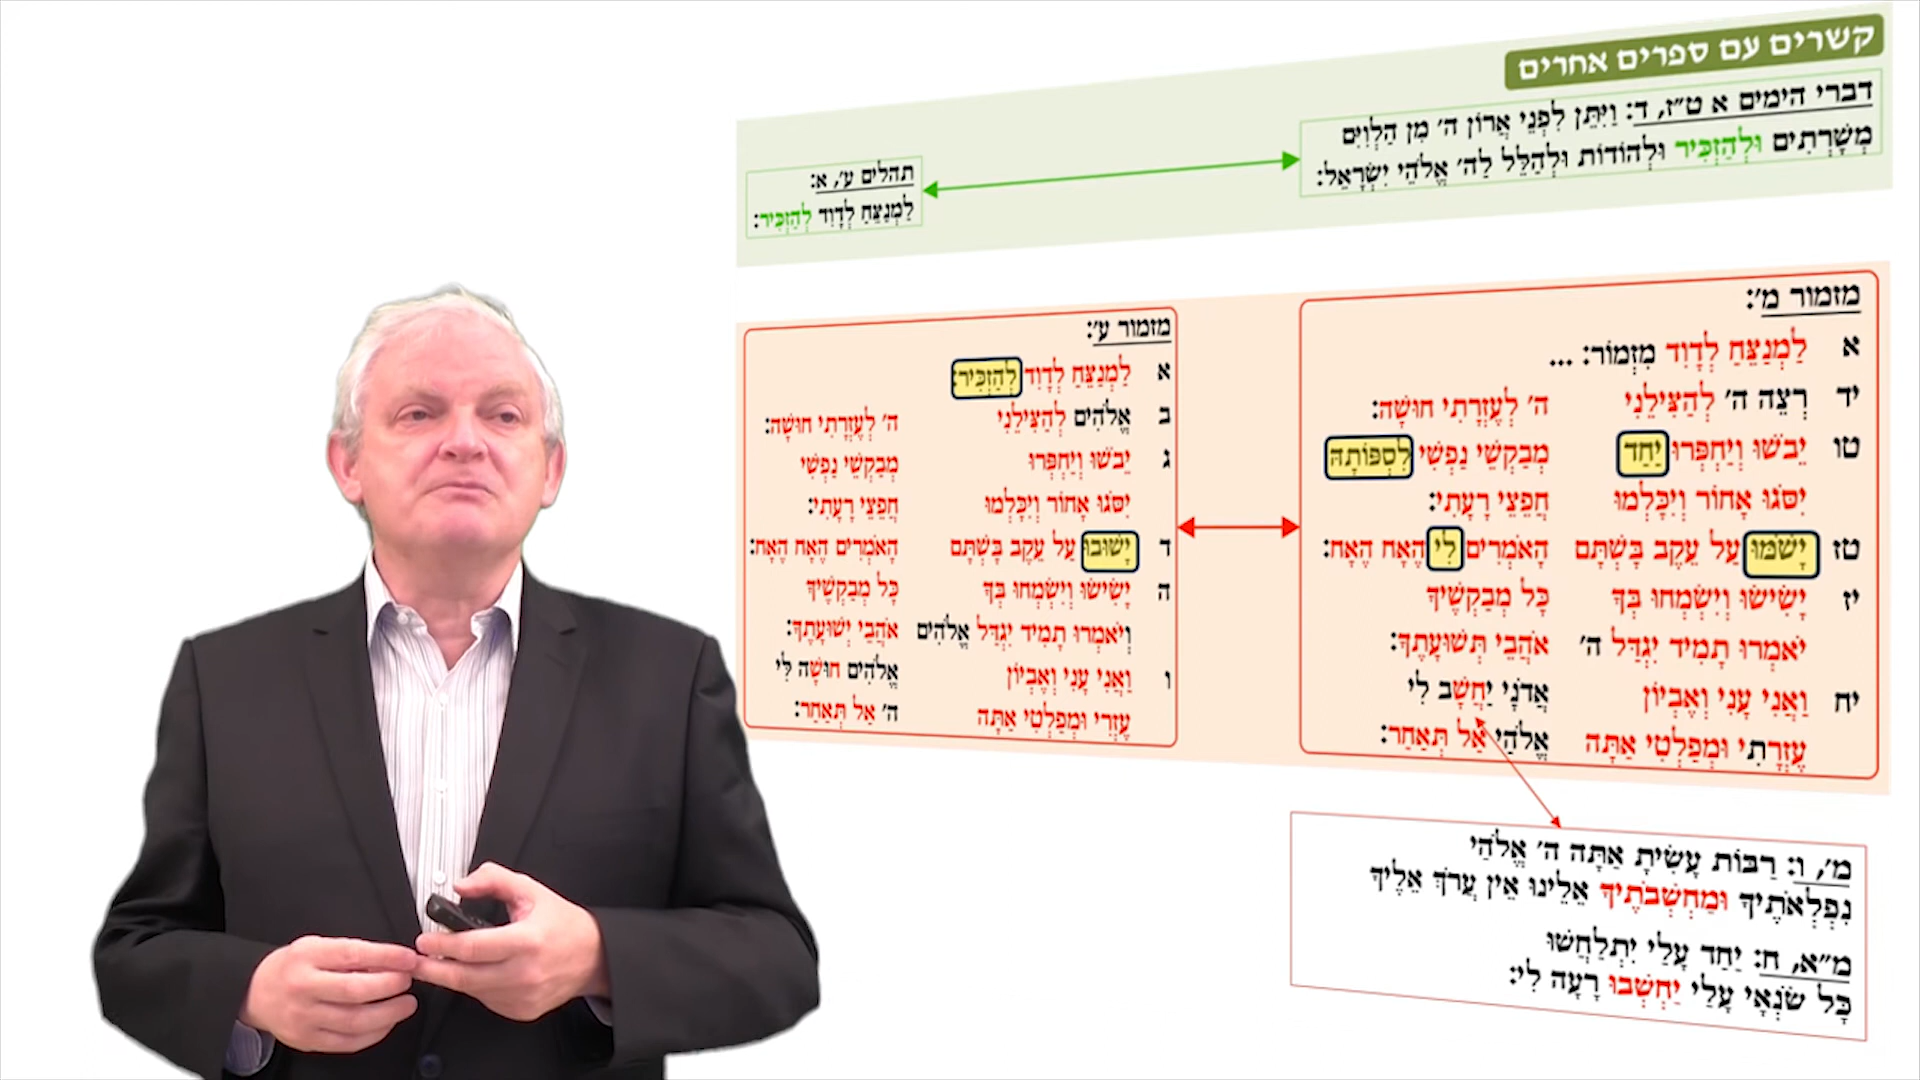 קשרים עם ספרים אחרים
דברי הימים א ט״ז, ד: וַיִּתֵּן לִפְנֵי אֲרוֹן ה׳ מִן הַלְוִיִּם
מְשָׁרְתִים וּלְהַזְכִּיר וּלְהוֹדוֹת וּלְהַלֵּל לַה׳ אֱלֹהֵי יִשְׂרָאֵל:
תהלים ע׳, א:
לַמְנַצֵּחַ לְדָוִד לְהַזְכִּיר:
מזמור מ׳:
א לַמְנַצֵּחַ לְדָוִד מִזְמוֹר: ...
יד רְצֵה ה׳ לְהַצִּילֵנִי ה׳ לְעֶזְרָתִי חוּשָׁה:
טו יֵבֹשׁוּ וְיַחְפְּרוּ יַחַד מְבַקְשֵׁי נַפְשִׁי לִסְפּוֹתָהּ
יִסֹּגוּ אָחוֹר וְיִכָּלְמוּ חֲפֵצֵי רָעָתִי:
טז יָשֹׁמּוּ עַל עֵקֶב בָּשְׁתָּם הָאֹמְרִים לִי הֶאָח הֶאָח:
יז יָשִׂישׂוּ וְיִשְׂמְחוּ בְּךָ כָּל מְבַקְשֶׁיךָ
יֹאמְרוּ תָמִיד יִגְדַּל ה׳ אֹהֲבֵי תְּשׁוּעָתֶךָ:
יח וַאֲנִי עָנִי וְאֶבְיוֹן אֲדֹנָי יַחֲשָׁב לִי
עֶזְרָתִי וּמְפַלְטִי אַתָּה אֱלֹהַי אַל תְּאַחַר:
מזמור ע׳:
א לַמְנַצֵּחַ לְדָוִד לְהַזְכִּיר:
ב אֱלֹהִים לְהַצִּילֵנִי ה׳ לְעֶזְרָתִי חוּשָׁה:
ג יֵבֹשׁוּ וְיַחְפְּרוּ מְבַקְשֵׁי נַפְשִׁי
יִסֹּגוּ אָחוֹר וְיִכָּלְמוּ חֲפֵצֵי רָעָתִי:
ד יָשׁוּבוּ עַל עֵקֶב בָּשְׁתָּם הָאֹמְרִים הֶאָח הֶאָח:
ה יָשִׂישׂוּ וְיִשְׂמְחוּ בְּךָ כָּל מְבַקְשֶׁיךָ
וְיֹאמְרוּ תָמִיד יִגְדַּל אֱלֹהִים אֹהֲבֵי יְשׁוּעָתֶךָ:
ו וַאֲנִי עָנִי וְאֶבְיוֹן אֱלֹהִים חוּשָׁה לִּי
עֶזְרִי וּמְפַלְטִי אַתָּה ה׳ אַל תְּאַחַר:
מ׳, ו: רַבּוֹת עָשִׂיתָ אַתָּה ה׳ אֱלֹהַי
נִפְלְאֹתֶיךָ וּמַחְשְׁבֹתֶיךָ אֵלֵינוּ אֵין עֲרֹךְ אֵלֶיךָ
מ״א, ח: יַחַד עָלַי יִתְלַחֲשׁוּ
כָּל שֹׂנְאָי עָלַי יַחְשְׁבוּ רָעָה לִי: